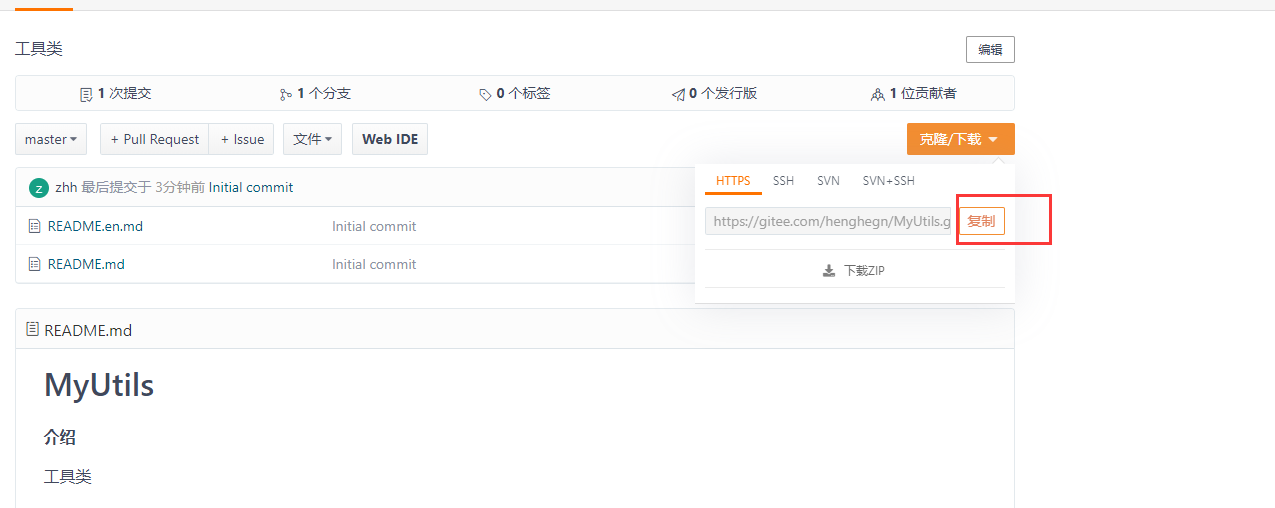 工具类
编辑
1 次提交 1 个分支 0 个标签 0 个发行版 1 位贡献者
master + Pull Request + Issue 文件 Web IDE 克隆/下载
z zhh 最后提交于 3分钟前 Initial commit
HTTPS SSH SVN SVN+SSH
README.en.md Initial commit
https://gitee.com/henghegn/MyUtils.g 复制
README.md Initial commit
下载ZIP
README.md
MyUtils
介绍
工具类